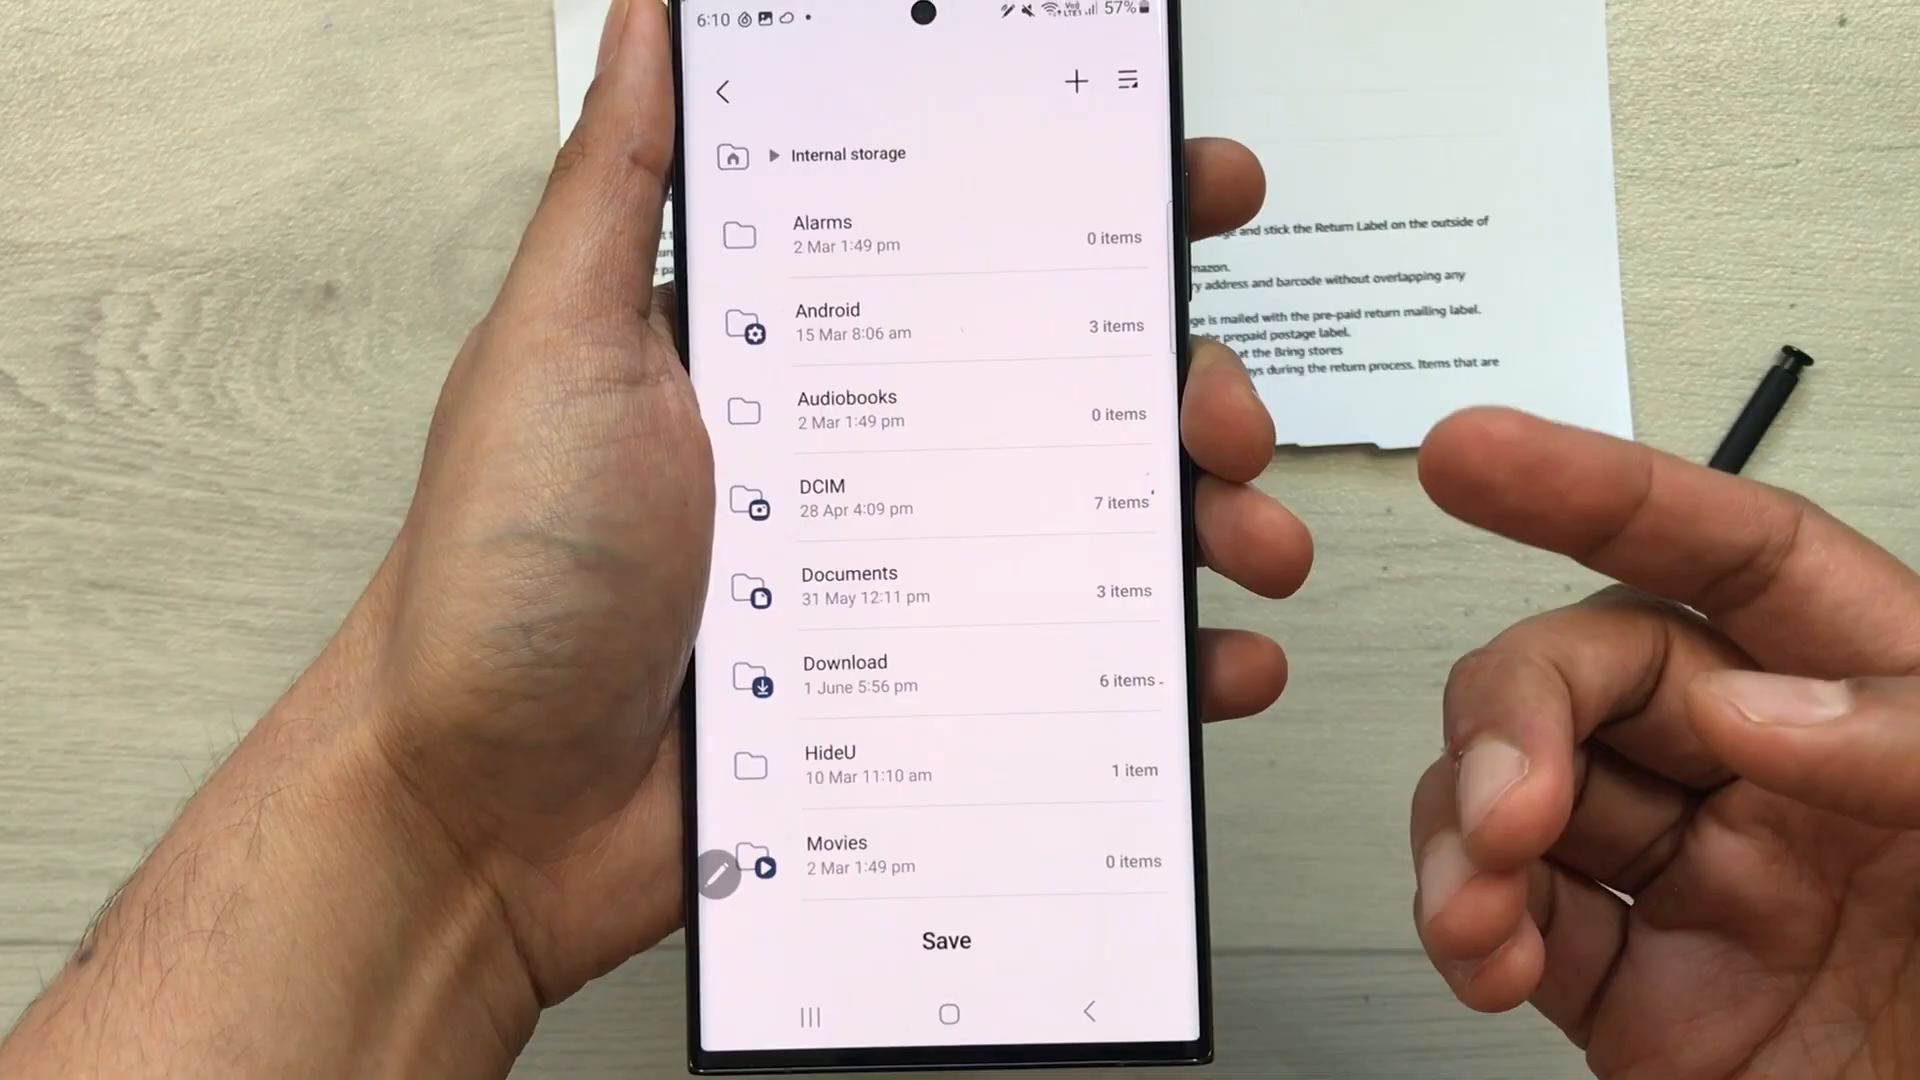 6:10
57%
Internal storage
Alarms
2 Mar 1:49 pm
0 items
Android
15 Mar 8:06 am
3 items
Audiobooks
2 Mar 1:49 pm
0 items
DCIM
28 Apr 4:09 pm
7 items
Documents
31 May 12:11 pm
3 items
Download
1 June 5:56 pm
6 items
HideU
10 Mar 11:10 am
1 item
Movies
2 Mar 1:49 pm
0 items
Save
and stick the Return Label on the outside of
address and barcode without overlapping any
is mailed with the pre-paid return mailing label.
prepaid postage label.
at the Bring stores
during the return process. Items that are